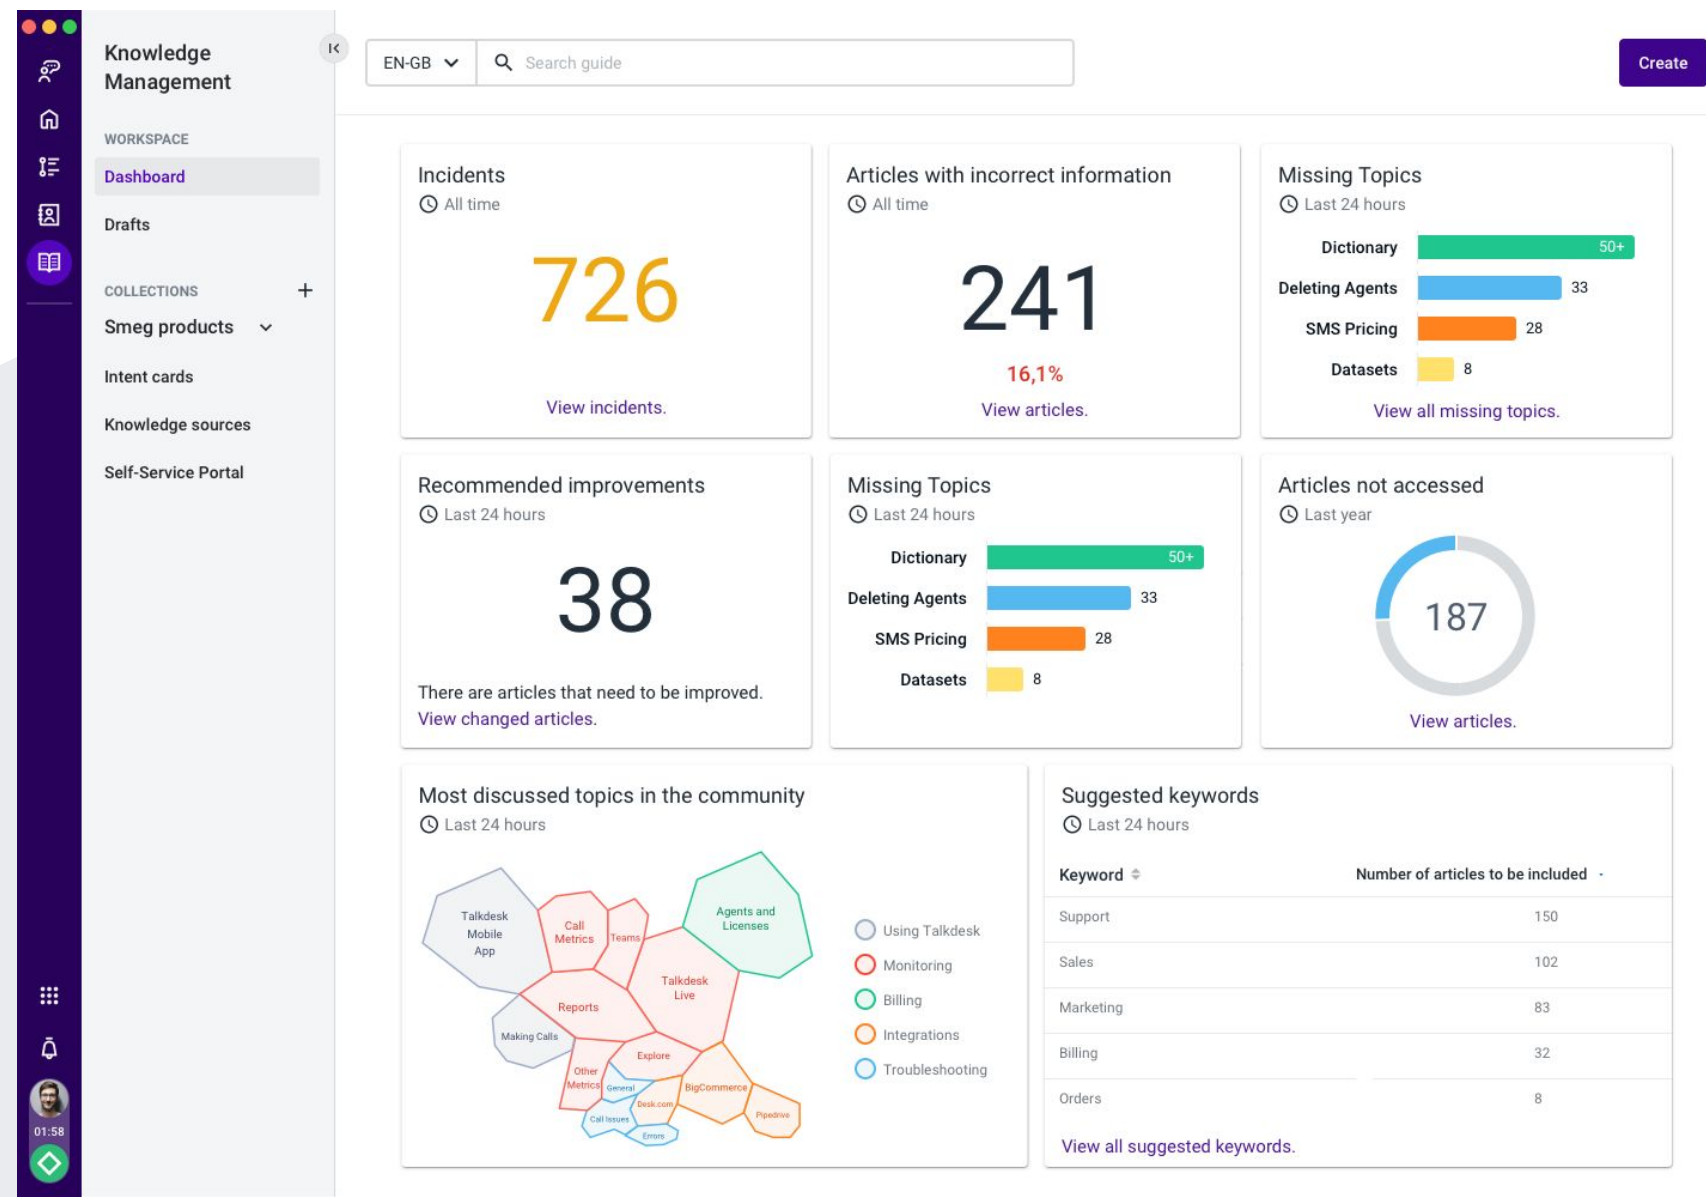 Knowledge
Management
WORKSPACE
Dashboard
Drafts
COLLECTIONS
Smeg products
Intent cards
Knowledge sources
Self-Service Portal
01:58
EN-GB
Search guide
Create
Incidents
All time
726
View incidents.
Articles with incorrect information
All time
241
16,1%
View articles.
Missing Topics
Last 24 hours
Dictionary 50+
Deleting Agents 33
SMS Pricing 28
Datasets 8
View all missing topics.
Recommended improvements
Last 24 hours
38
There are articles that need to be improved.
View changed articles.
Missing Topics
Last 24 hours
Dictionary 50+
Deleting Agents 33
SMS Pricing 28
Datasets 8
Articles not accessed
Last year
187
View articles.
Most discussed topics in the community
Last 24 hours
Talkdesk
Mobile
App
Call
Metrics
Teams
Agents and
Licenses
Talkdesk
Live
Reports
Making Calls
Explore
Other
Metrics
General
BigCommerce
Desk.com
Call Issues
Pipedrive
Errors
Using Talkdesk
Monitoring
Billing
Integrations
Troubleshooting
Suggested keywords
Last 24 hours
Keyword Number of articles to be included
Support 150
Sales 102
Marketing 83
Billing 32
Orders 8
View all suggested keywords.